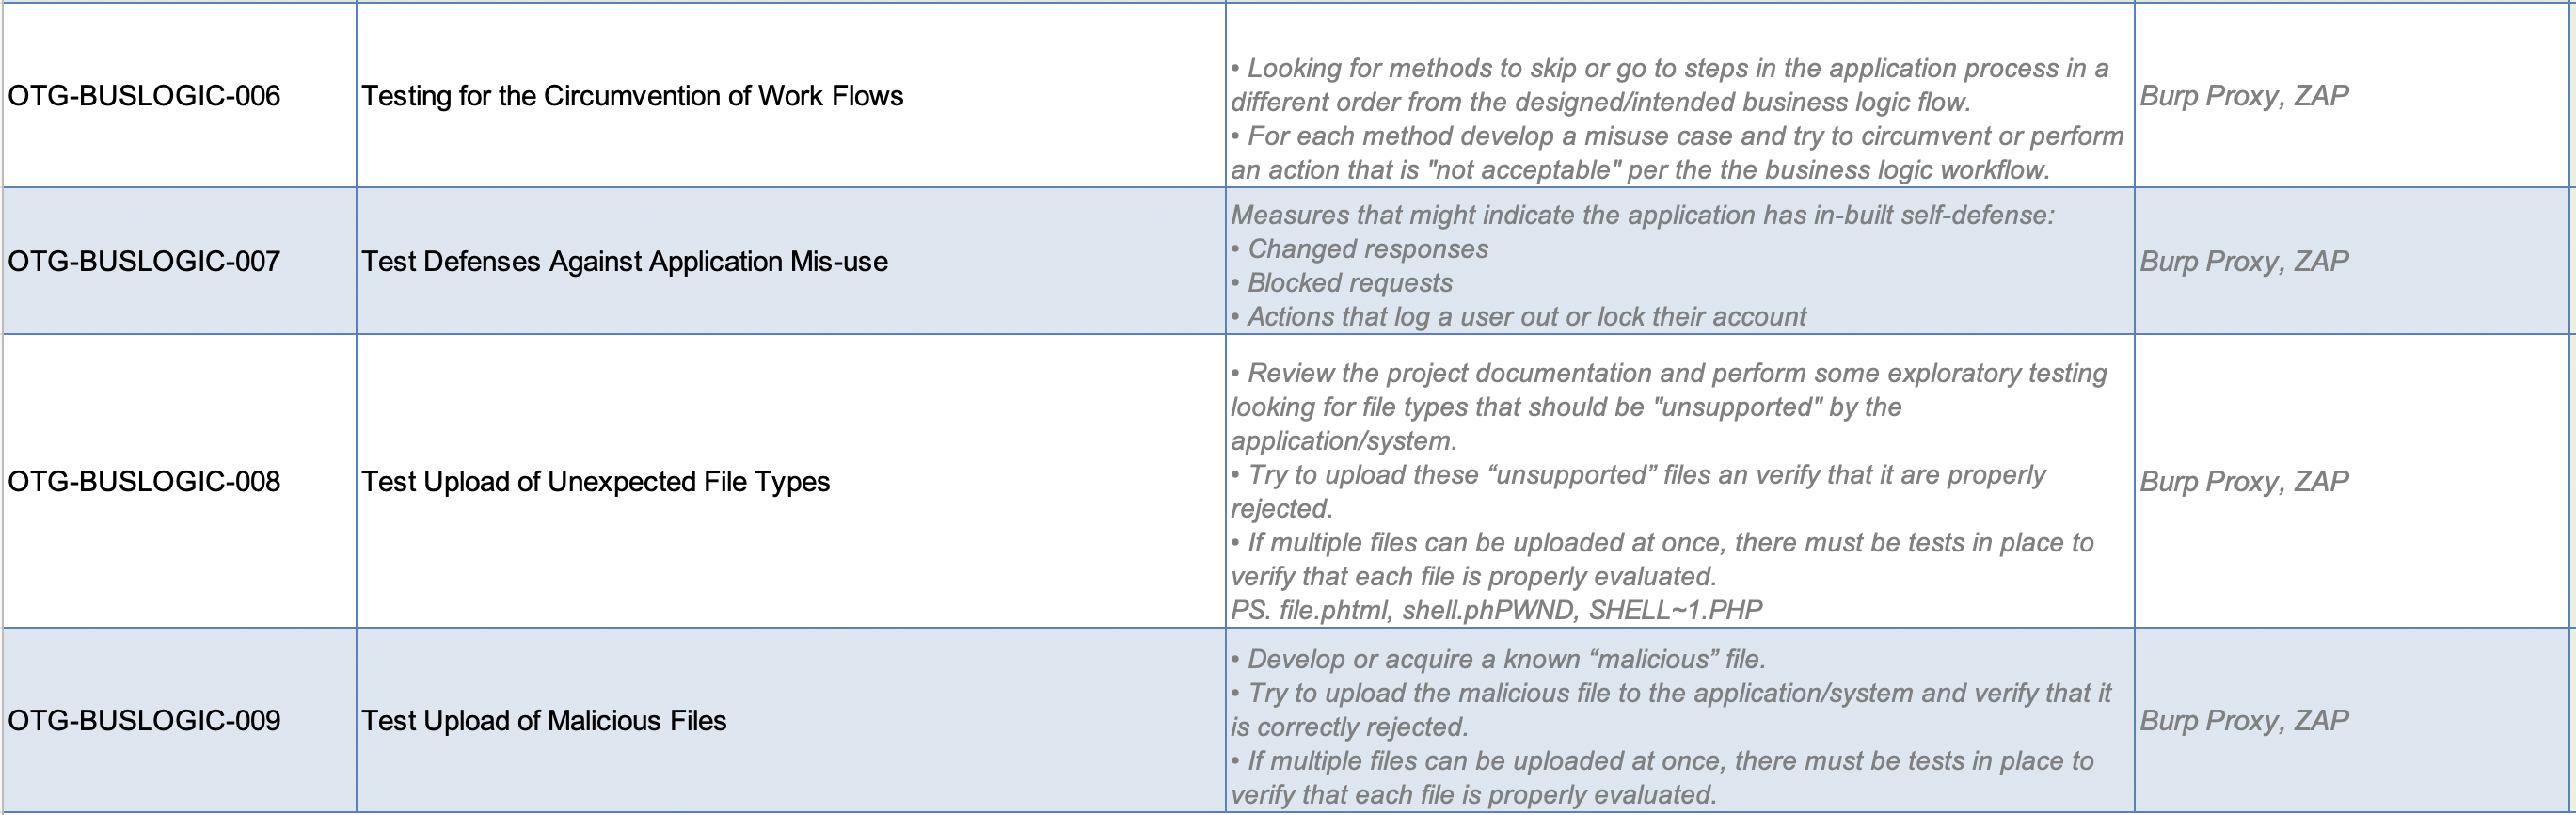 OTG-BUSLOGIC-006
Testing for the Circumvention of Work Flows
• Looking for methods to skip or go to steps in the application process in a
different order from the designed/intended business logic flow.
• For each method develop a misuse case and try to circumvent or perform
an action that is "not acceptable" per the the business logic workflow.
Burp Proxy, ZAP
OTG-BUSLOGIC-007
Test Defenses Against Application Mis-use
Measures that might indicate the application has in-built self-defense:
• Changed responses
• Blocked requests
• Actions that log a user out or lock their account
Burp Proxy, ZAP
OTG-BUSLOGIC-008
Test Upload of Unexpected File Types
• Review the project documentation and perform some exploratory testing
looking for file types that should be "unsupported" by the
application/system.
• Try to upload these “unsupported” files an verify that it are properly
rejected.
• If multiple files can be uploaded at once, there must be tests in place to
verify that each file is properly evaluated.
PS. file.phtml, shell.phPWND, SHELL~1.PHP
Burp Proxy, ZAP
OTG-BUSLOGIC-009
Test Upload of Malicious Files
• Develop or acquire a known “malicious” file.
• Try to upload the malicious file to the application/system and verify that it
is correctly rejected.
• If multiple files can be uploaded at once, there must be tests in place to
verify that each file is properly evaluated.
Burp Proxy, ZAP